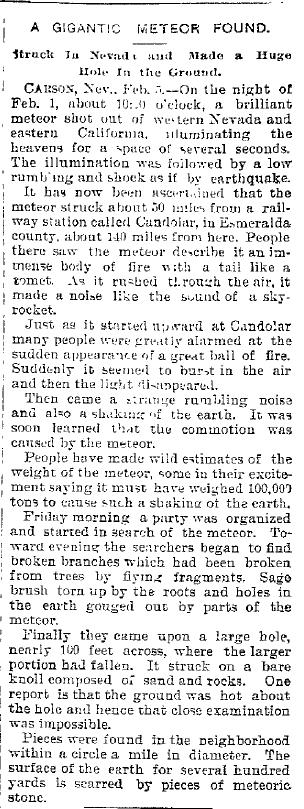 A GIGANTIC METEOR FOUND.
Struck In Nevada and Made a Huge
Hole In the Ground.
CARSON, Nev., Feb. 5.—On the night of
Feb. 1, about 10:30 o'clock, a brilliant
meteor shot out of western Nevada and
eastern California, illuminating the
heavens for a space of several seconds.
The illumination was followed by a low
rumbling and shock as if by earthquake.
It has now been ascertained that the
meteor struck about 50 miles from a rail-
way station called Candolar, in Esmeralda
county, about 140 miles from here. People
there saw the meteor describe it an im-
mense body of fire with a tail like a
comet. As it rushed through the air, it
made a noise like the sound of a sky-
rocket.
Just as it started upward at Candolar
many people were greatly alarmed at the
sudden appearance of a great ball of fire.
Suddenly it seemed to burst in the air
and then the light disappeared.
Then came a strange rumbling noise
and also a shaking of the earth. It was
soon learned that the commotion was
caused by the meteor.
People have made wild estimates of the
weight of the meteor, some in their excite-
ment saying it must have weighed 100,000
tons to cause such a shaking of the earth.
Friday morning a party was organized
and started in search of the meteor. To-
ward evening the searchers began to find
broken branches which had been broken
from trees by flying fragments. Sage
brush torn up by the roots and holes in
the earth gouged out by parts of the
meteor.
Finally they came upon a large hole,
nearly 100 feet across, where the larger
portion had fallen. It struck on a bare
knoll composed of sand and rocks. One
report is that the ground was hot about
the hole and hence that close examination
was impossible.
Pieces were found in the neighborhood
within a circle a mile in diameter. The
surface of the earth for several hundred
yards is scarred by pieces of meteoric
stone.